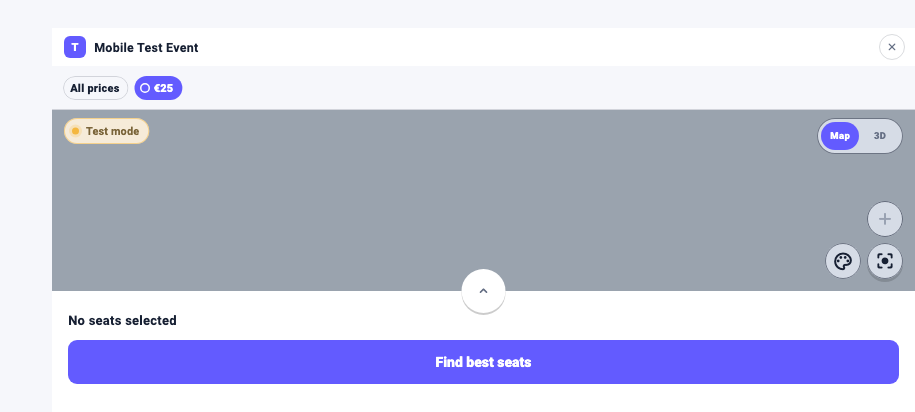 T Mobile Test Event
All prices €25
Test mode
Map 3D
No seats selected
Find best seats